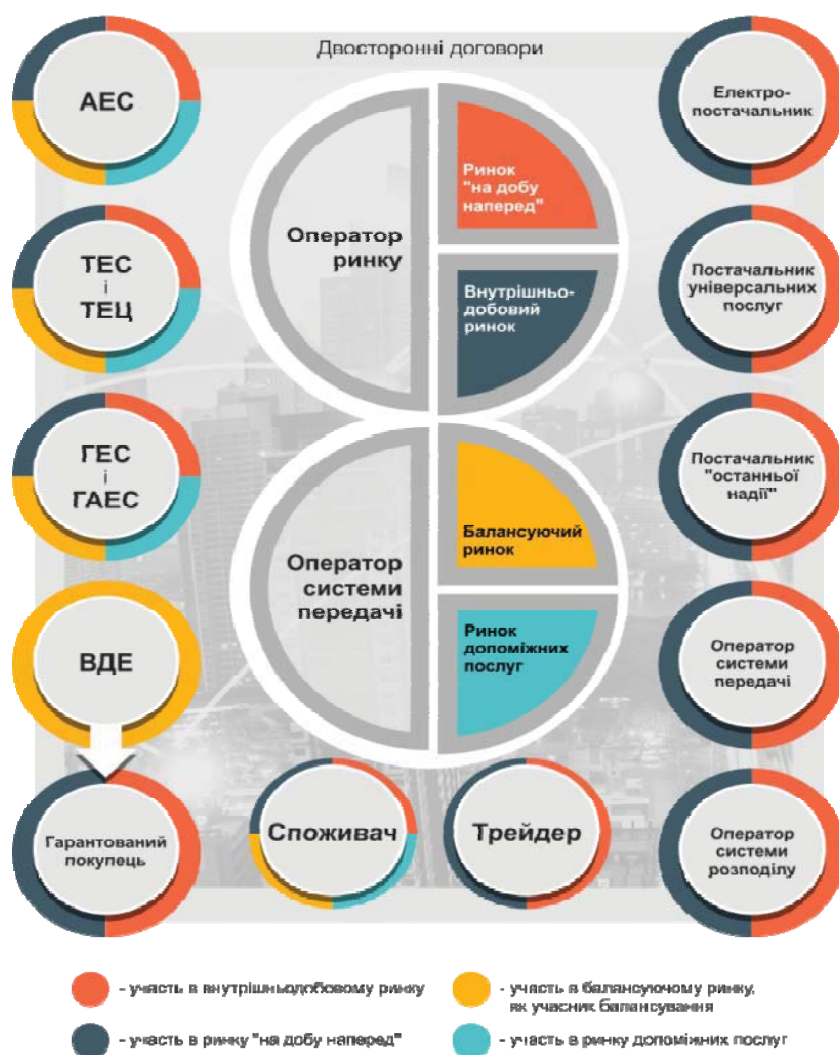 Двосторонні договори
АЕС
Електро-
постачальник
Ринок
"на добу
наперед"
Оператор
ринку
ТЕС
і
ТЕЦ
Внутрішньо-
добовий
ринок
Постачальник
універсальних
послуг
ГЕС
і
ГАЕС
Постачальник
"останньої
надії"
Балансуючий
ринок
Оператор
системи
передачі
Ринок
допоміжних
послуг
ВДЕ
Оператор
системи
передачі
Гарантований
покупець
Споживач
Трейдер
Оператор
системи
розподілу
- участь в внутрішньодобовому ринку
- участь в балансуючому ринку,
як учасник балансування
- участь в ринку "на добу наперед"
- участь в ринку допоміжних послуг